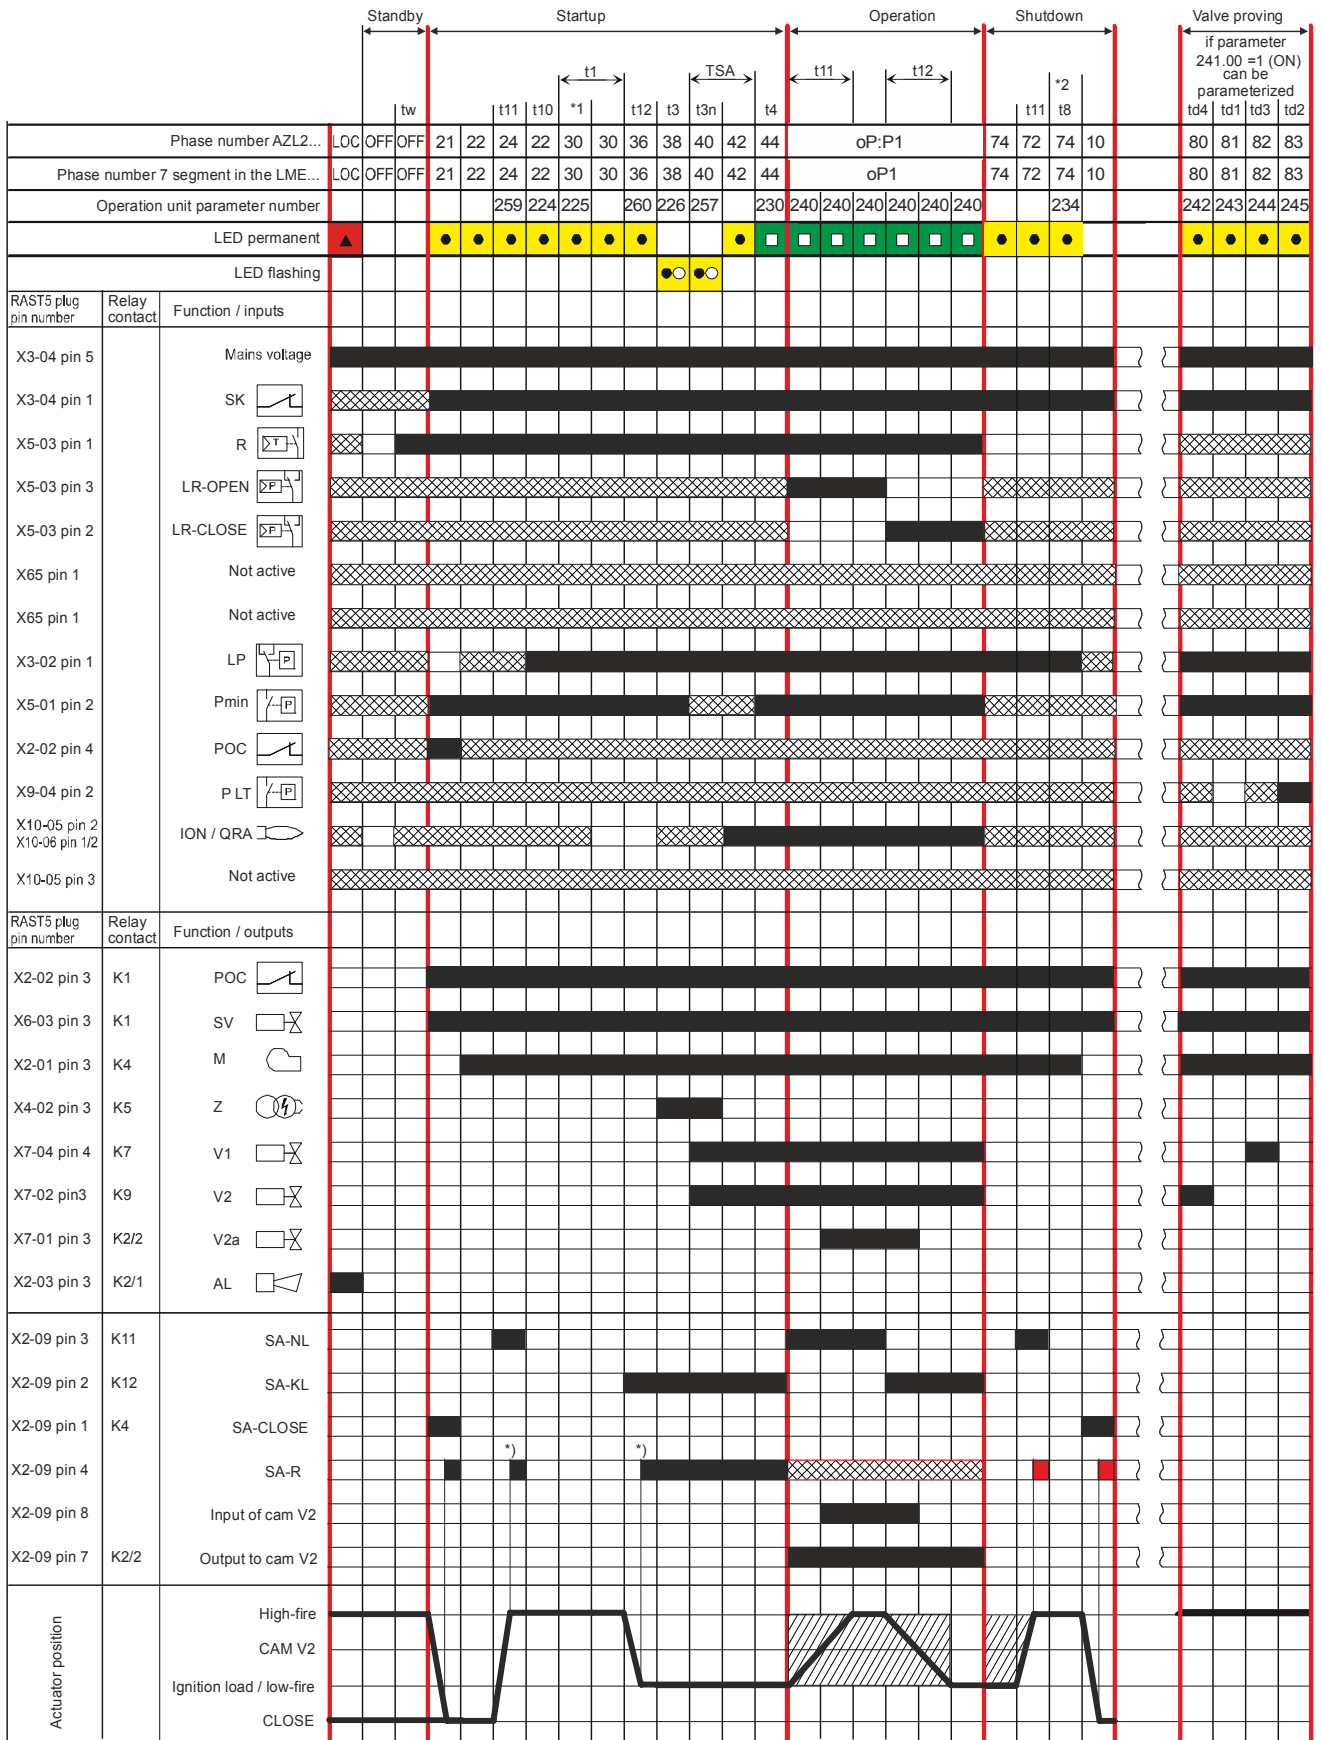 Standby Startup Operation Shutdown Valve proving
if parameter
241.00 =1 (ON)
can be
parameterized
t1 TSA t11 t12 *2
tw t11 t10 *1 t12 t3 t3n t4 t11 t8 td4 td1 td3 td2
Phase number AZL2... LOC OFF OFF 21 22 24 22 30 30 36 38 40 42 44 oP:P1 74 72 74 10 80 81 82 83
Phase number 7 segment in the LME... LOC OFF OFF 21 22 24 22 30 30 36 38 40 42 44 oP1 74 72 74 10 80 81 82 83
Operation unit parameter number 259 224 225 260 226 257 230 240 240 240 240 240 240 234 242 243 244 245
LED permanent
LED flashing
RAST5 plug pin number Relay contact Function / inputs
X3-04 pin 5 Mains voltage
X3-04 pin 1 SK
X5-03 pin 1 R T
X5-03 pin 3 LR-OPEN P
X5-03 pin 2 LR-CLOSE P
X65 pin 1 Not active
X65 pin 1 Not active
X3-02 pin 1 LP P
X5-01 pin 2 Pmin P
X2-02 pin 4 POC
X9-04 pin 2 P LT P
X10-05 pin 2
X10-06 pin 1/2 ION / QRA
X10-05 pin 3 Not active
RAST5 plug pin number Relay contact Function / outputs
X2-02 pin 3 K1 POC
X6-03 pin 3 K1 SV
X2-01 pin 3 K4 M
X4-02 pin 3 K5 Z
X7-04 pin 4 K7 V1
X7-02 pin3 K9 V2
X7-01 pin 3 K2/2 V2a
X2-03 pin 3 K2/1 AL
X2-09 pin 3 K11 SA-NL
X2-09 pin 2 K12 SA-KL
X2-09 pin 1 K4 SA-CLOSE
*) *)
X2-09 pin 4 SA-R
X2-09 pin 8 Input of cam V2
X2-09 pin 7 K2/2 Output to cam V2
Actuator position
High-fire
CAM V2
Ignition load / low-fire
CLOSE